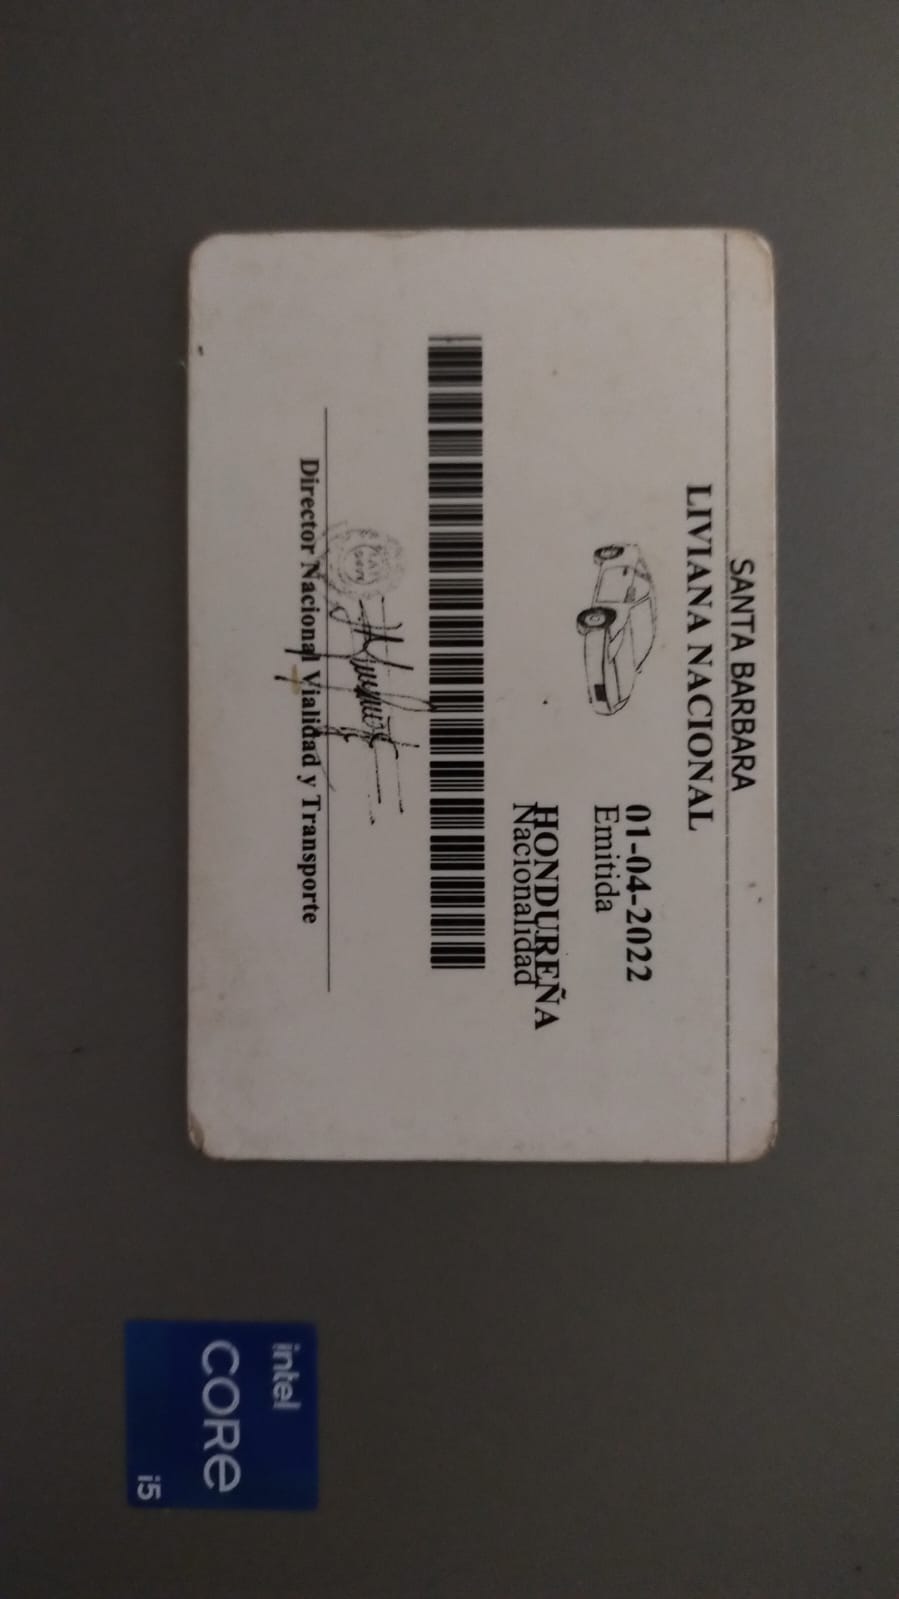 SANTA BARBARA
LIVIANA NACIONAL
01-04-2022
Emitida
HONDUREÑA
Nacionalidad
Director Nacional Vialidad y Transporte
intel
CORE
i5